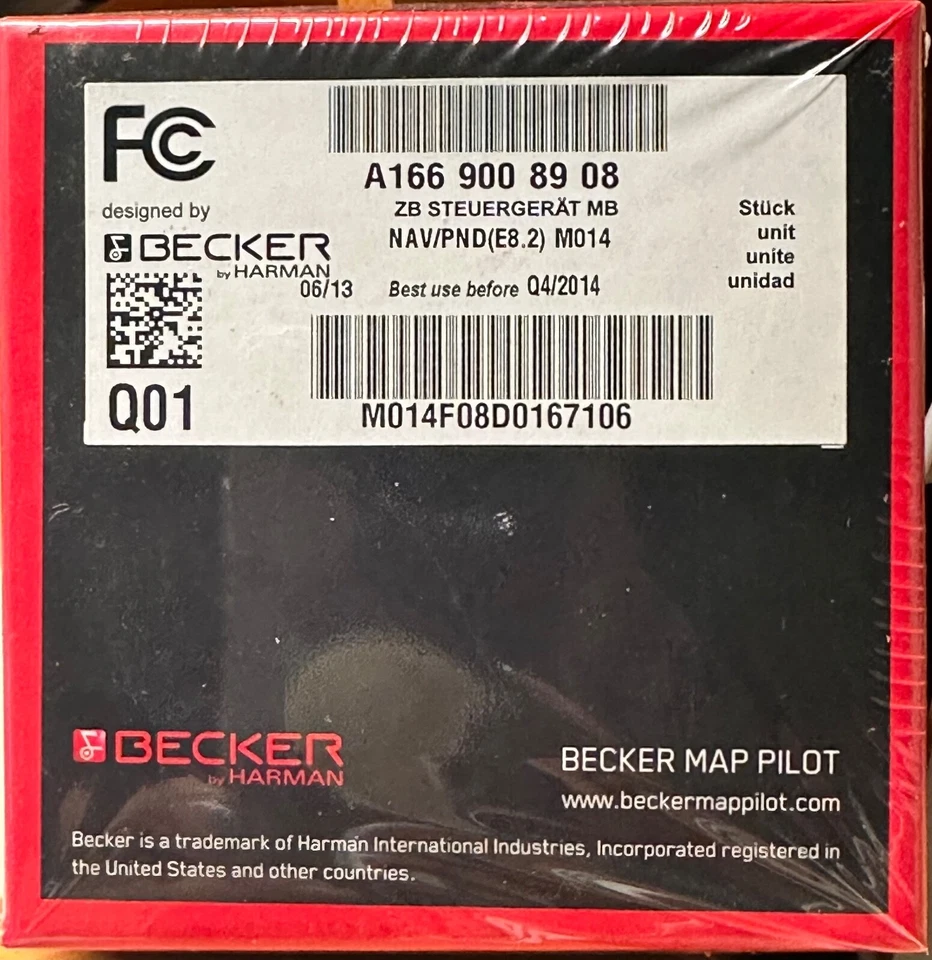 FC
A166 900 89 08
designed by
ZB STEUERGERÄT MB
Stück
BECKER
NAV/PND(E8.2) M014
unit
by HARMAN
unite
06/13 Best use before Q4/2014
unidad
Q01
M014F08D0167106
BECKER
by HARMAN
BECKER MAP PILOT
www.beckermappilot.com
Becker is a trademark of Harman International Industries, Incorporated registered in
the United States and other countries.